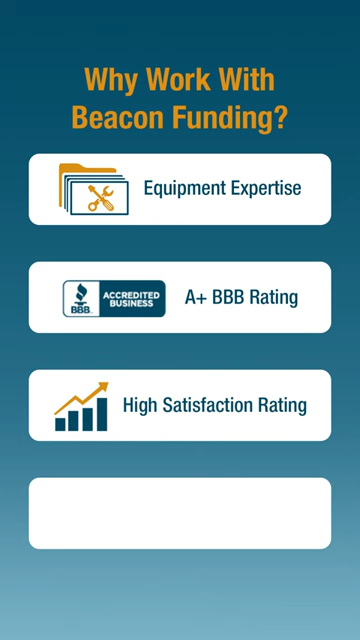 Why Work With
Beacon Funding?
Equipment Expertise
BBB
ACCREDITED
BUSINESS
A+ BBB Rating
High Satisfaction Rating